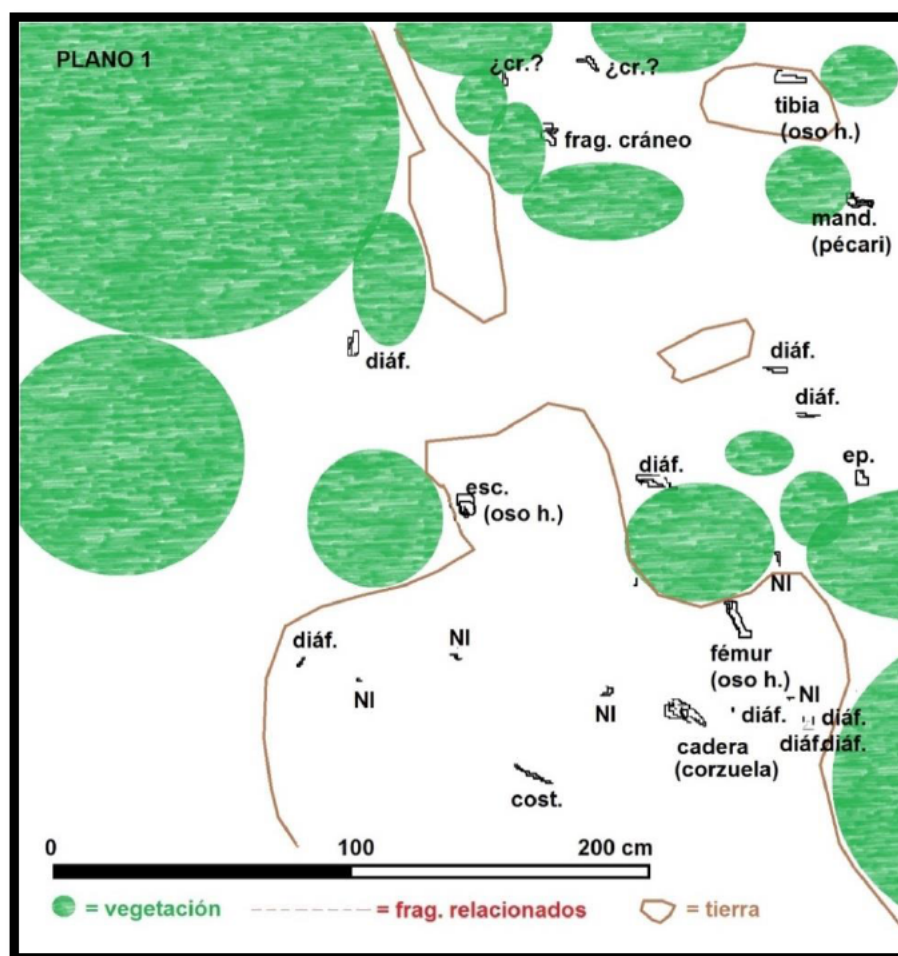 PLANO 1
¿cr.?
¿cr.?
frag. cráneo
tibia
(oso h.)
mand.
(pécari)
diáf.
diáf.
diáf.
diáf.
ep.
esc.
(oso h.)
NI
diáf.
NI
NI
fémur
(oso h.)
NI
NI
diáf.
diáf.
diáf.
diáf.
cadera
(corzuela)
cost.
0 100 200 cm
= vegetación = frag. relacionados = tierra